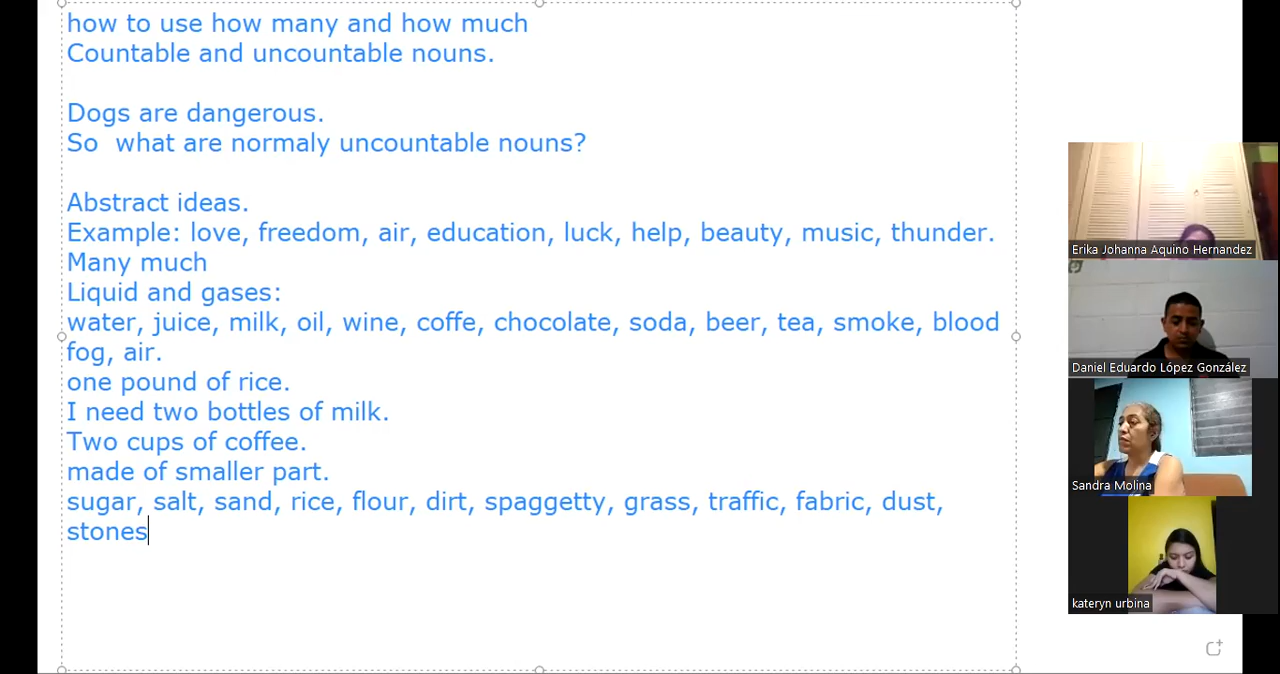 how to use how many and how much
Countable and uncountable nouns.
Dogs are dangerous.
So  what are normaly uncountable nouns?
Abstract ideas.
Example: love, freedom, air, education, luck, help, beauty, music, thunder.
Many much
Liquid and gases:
water, juice, milk, oil, wine, coffe, chocolate, soda, beer, tea, smoke, blood
fog, air.
one pound of rice.
I need two bottles of milk.
Two cups of coffee.
made of smaller part.
sugar, salt, sand, rice, flour, dirt, spaggetty, grass, traffic, fabric, dust,
stones
Erika Johanna Aquino Hernandez
Daniel Eduardo López González
Sandra Molina
kateryn urbina